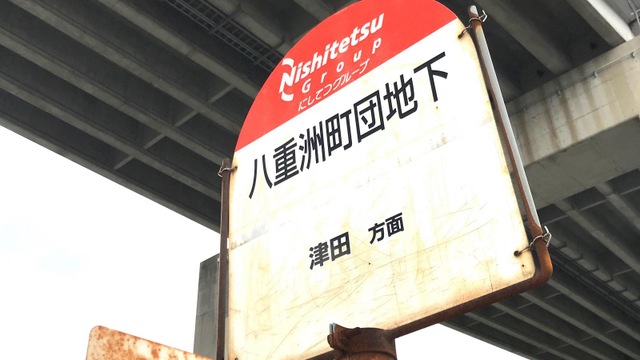 Nishitetsu
Group
にしてつグループ
八重洲町団地下
津田 方面